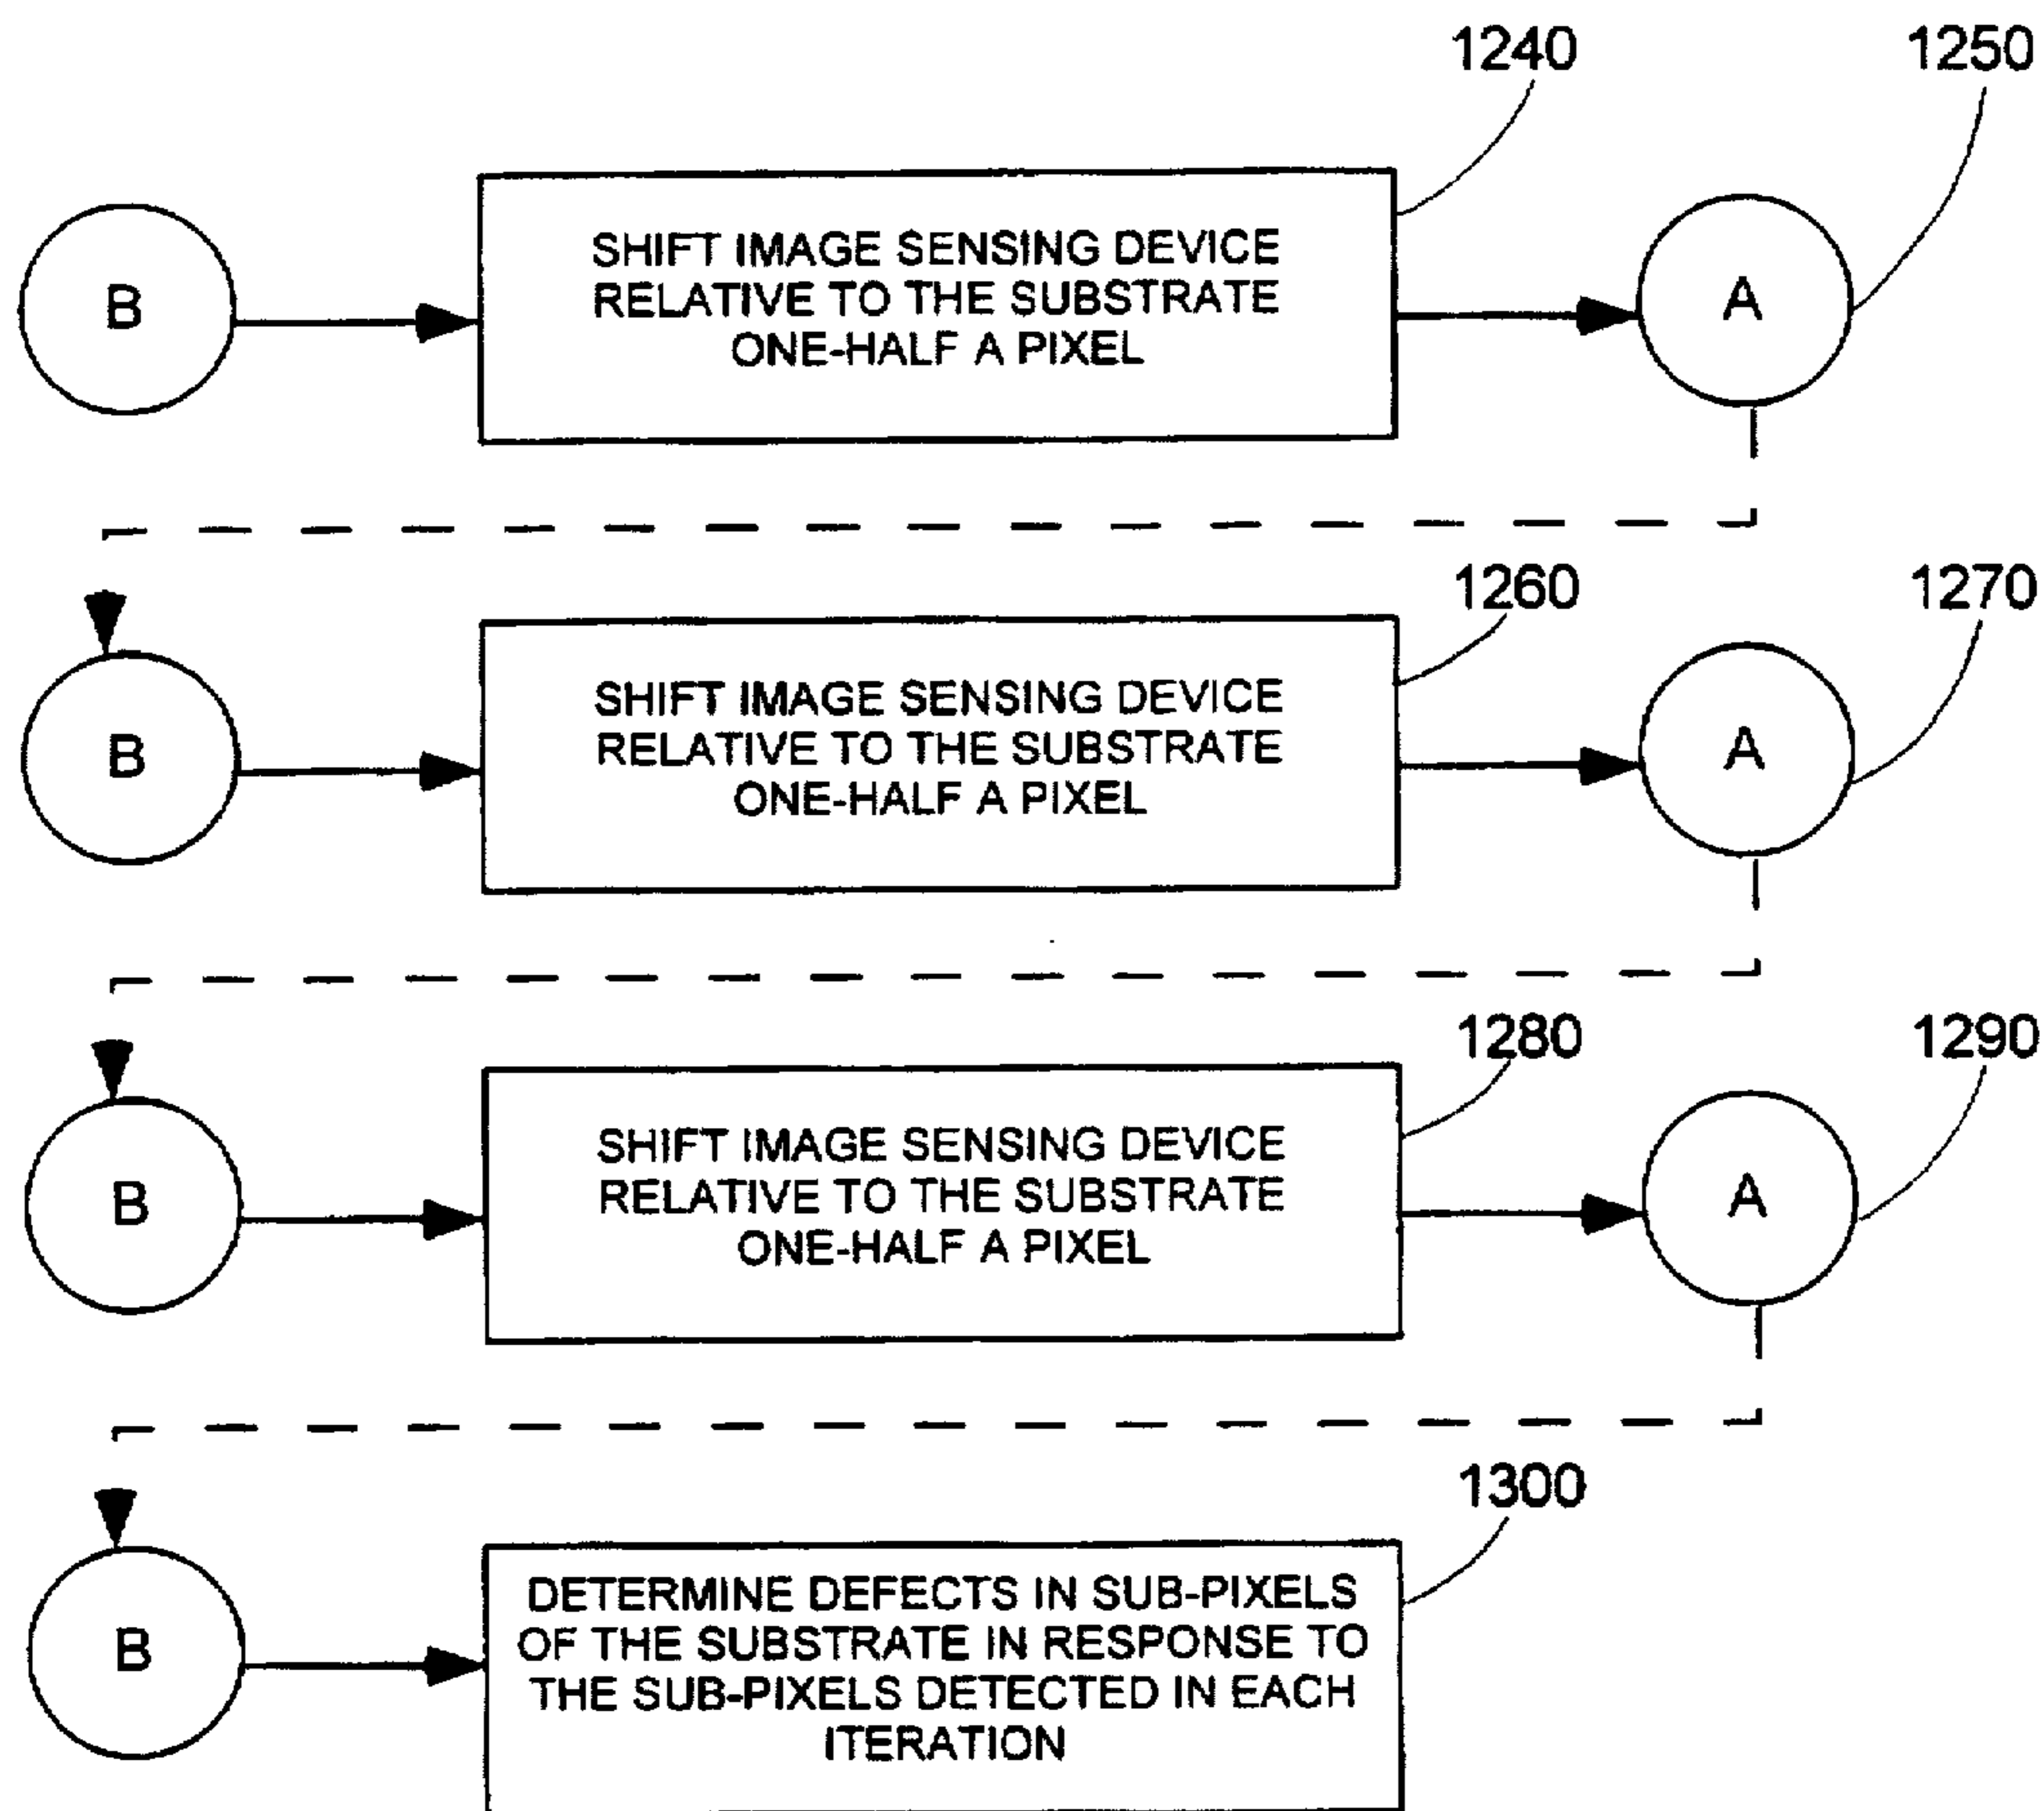 1240
1250
B
SHIFT IMAGE SENSING DEVICE
RELATIVE TO THE SUBSTRATE
ONE-HALF A PIXEL
A
1260
1270
B
SHIFT IMAGE SENSING DEVICE
RELATIVE TO THE SUBSTRATE
ONE-HALF A PIXEL
A
1280
1290
B
SHIFT IMAGE SENSING DEVICE
RELATIVE TO THE SUBSTRATE
ONE-HALF A PIXEL
A
1300
B
DETERMINE DEFECTS IN SUB-PIXELS
OF THE SUBSTRATE IN RESPONSE TO
THE SUB-PIXELS DETECTED IN EACH
ITERATION